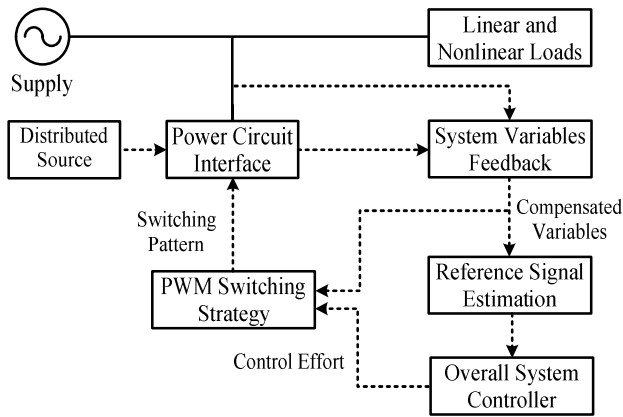 Linear and
Nonlinear Loads
Supply
Distributed
Source
Power Circuit
Interface
System Variables
Feedback
Switching
Pattern
Compensated
Variables
PWM Switching
Strategy
Reference Signal
Estimation
Control Effort
Overall System
Controller